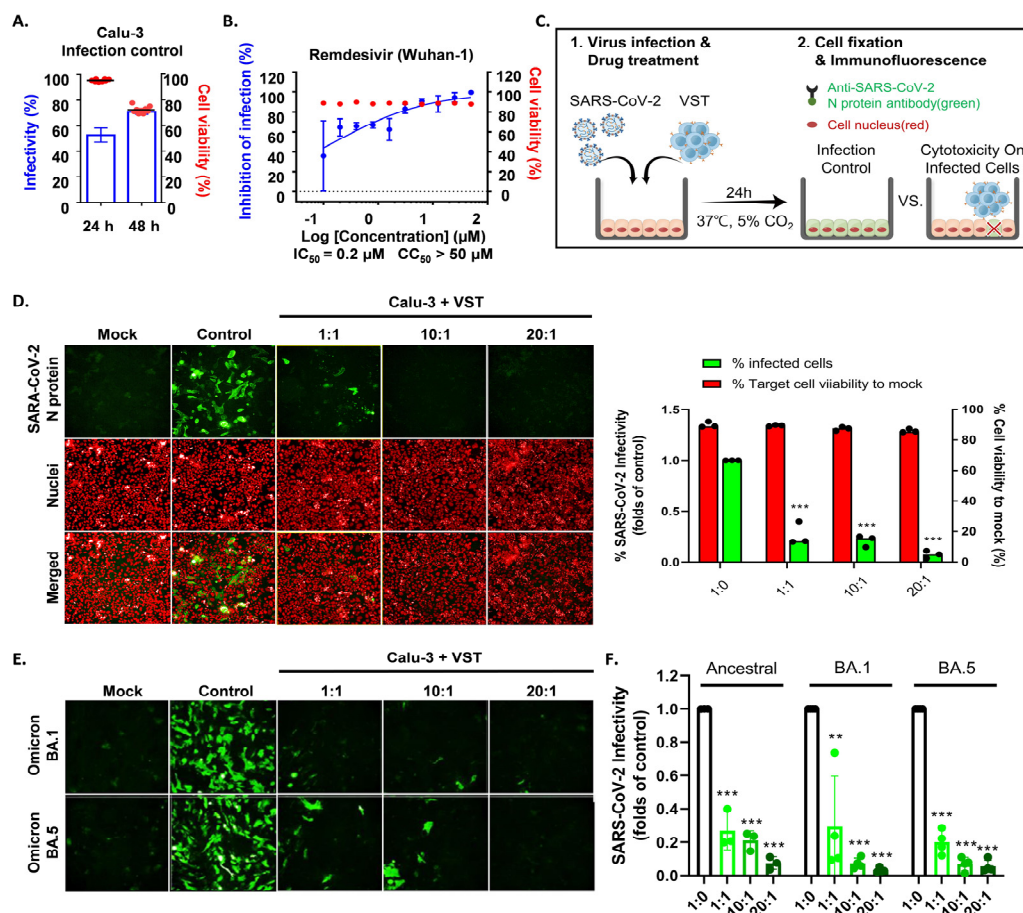 A.
Calu-3
Infection control
Infectivity (%)
100
80
60
40
20
0
100
80
60
40
20
0
Cell viability (%)
24 h 48 h
B.
Remdesivir (Wuhan-1)
Inhibition of infection (%)
120
100
80
60
40
20
0
120
100
80
60
40
20
0
Cell viability (%)
-1 0 1 2
Log [Concentration] (μM)
IC50 = 0.2 μM CC50 > 50 μM
C.
1. Virus infection &
Drug treatment
SARS-CoV-2 VST
24h
37℃, 5% CO2
2. Cell fixation
& Immunofluorescence
Anti-SARS-CoV-2
N protein antibody(green)
Cell nucleus(red)
Infection
Control
VS.
Cytotoxicity On
Infected Cells
D.
Calu-3 + VST
Mock Control 1:1 10:1 20:1
SARA-CoV-2
N protein
Nuclei
Merged
% infected cells
% Target cell viiability to mock
% SARS-CoV-2 Infectivity
(folds of control)
1.5
1.0
0.5
0.0
100
80
60
40
20
0
% Cell viability
to mock (%)
***
***
***
1:0 1:1 10:1 20:1
E.
Calu-3 + VST
Mock Control 1:1 10:1 20:1
Omicron
BA.1
Omicron
BA.5
F.
Ancestral BA.1 BA.5
SARS-CoV-2 Infectivity
(folds of control)
1.2
1.0
0.8
0.6
0.4
0.2
0
*** *** *** ** *** *** *** *** ***
1:0 1:1 10:1 20:1 1:0 1:1 10:1 20:1 1:0 1:1 10:1 20:1